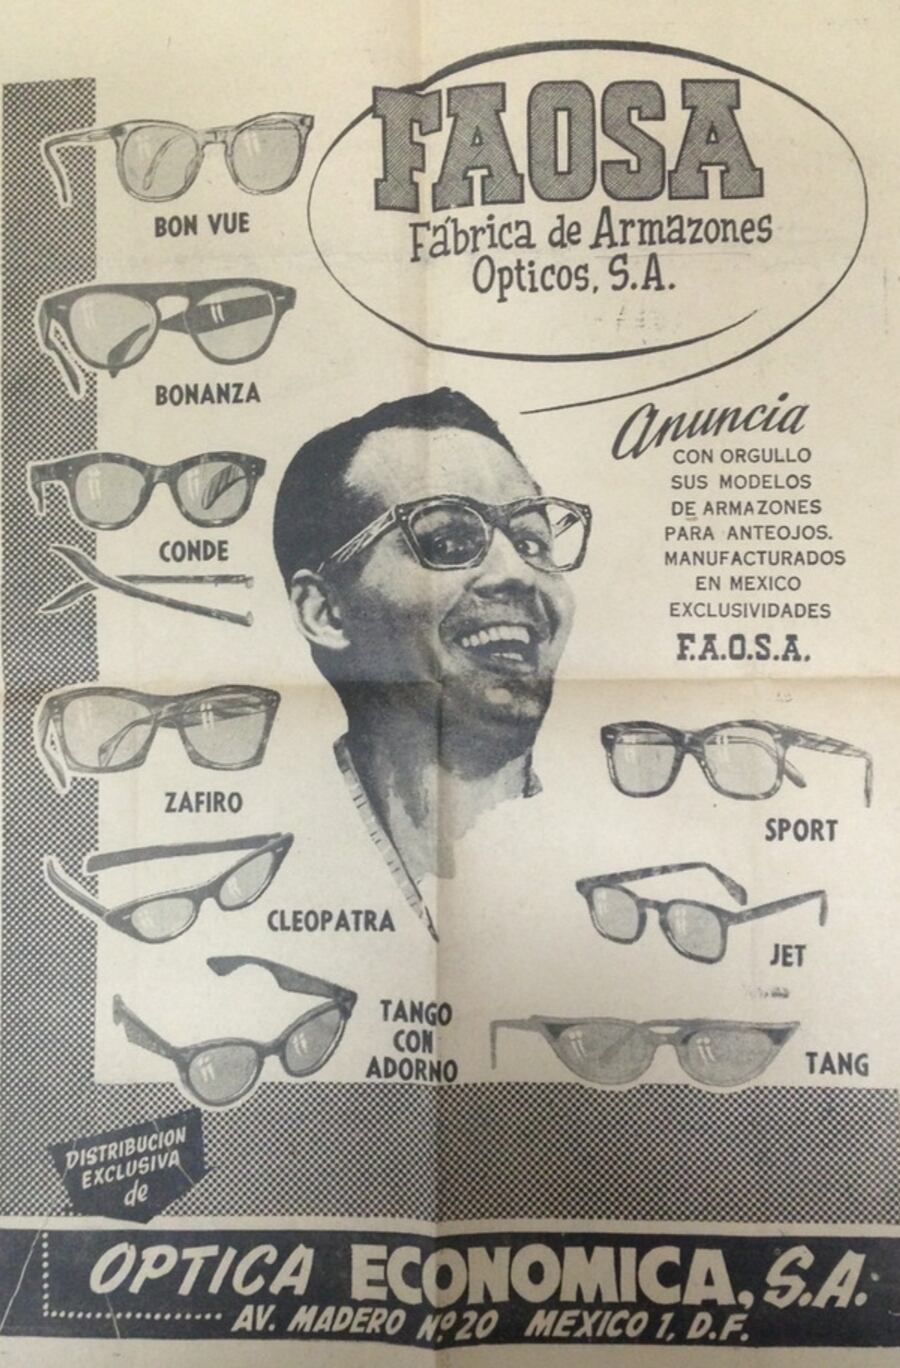 FAOSA
Fábrica de Armazones
Opticos, S.A.
BON VUE
BONANZA
CONDE
ZAFIRO
CLEOPATRA
TANGO
CON
ADORNO
Anuncia
CON ORGULLO
SUS MODELOS
DE ARMAZONES
PARA ANTEOJOS.
MANUFACTURADOS
EN MEXICO
EXCLUSIVIDADES
F.A.O.S.A.
SPORT
JET
TANG
DISTRIBUCION
EXCLUSIVA
de
OPTICA ECONOMICA, S.A.
AV. MADERO Nº 20 MEXICO 1, D.F.